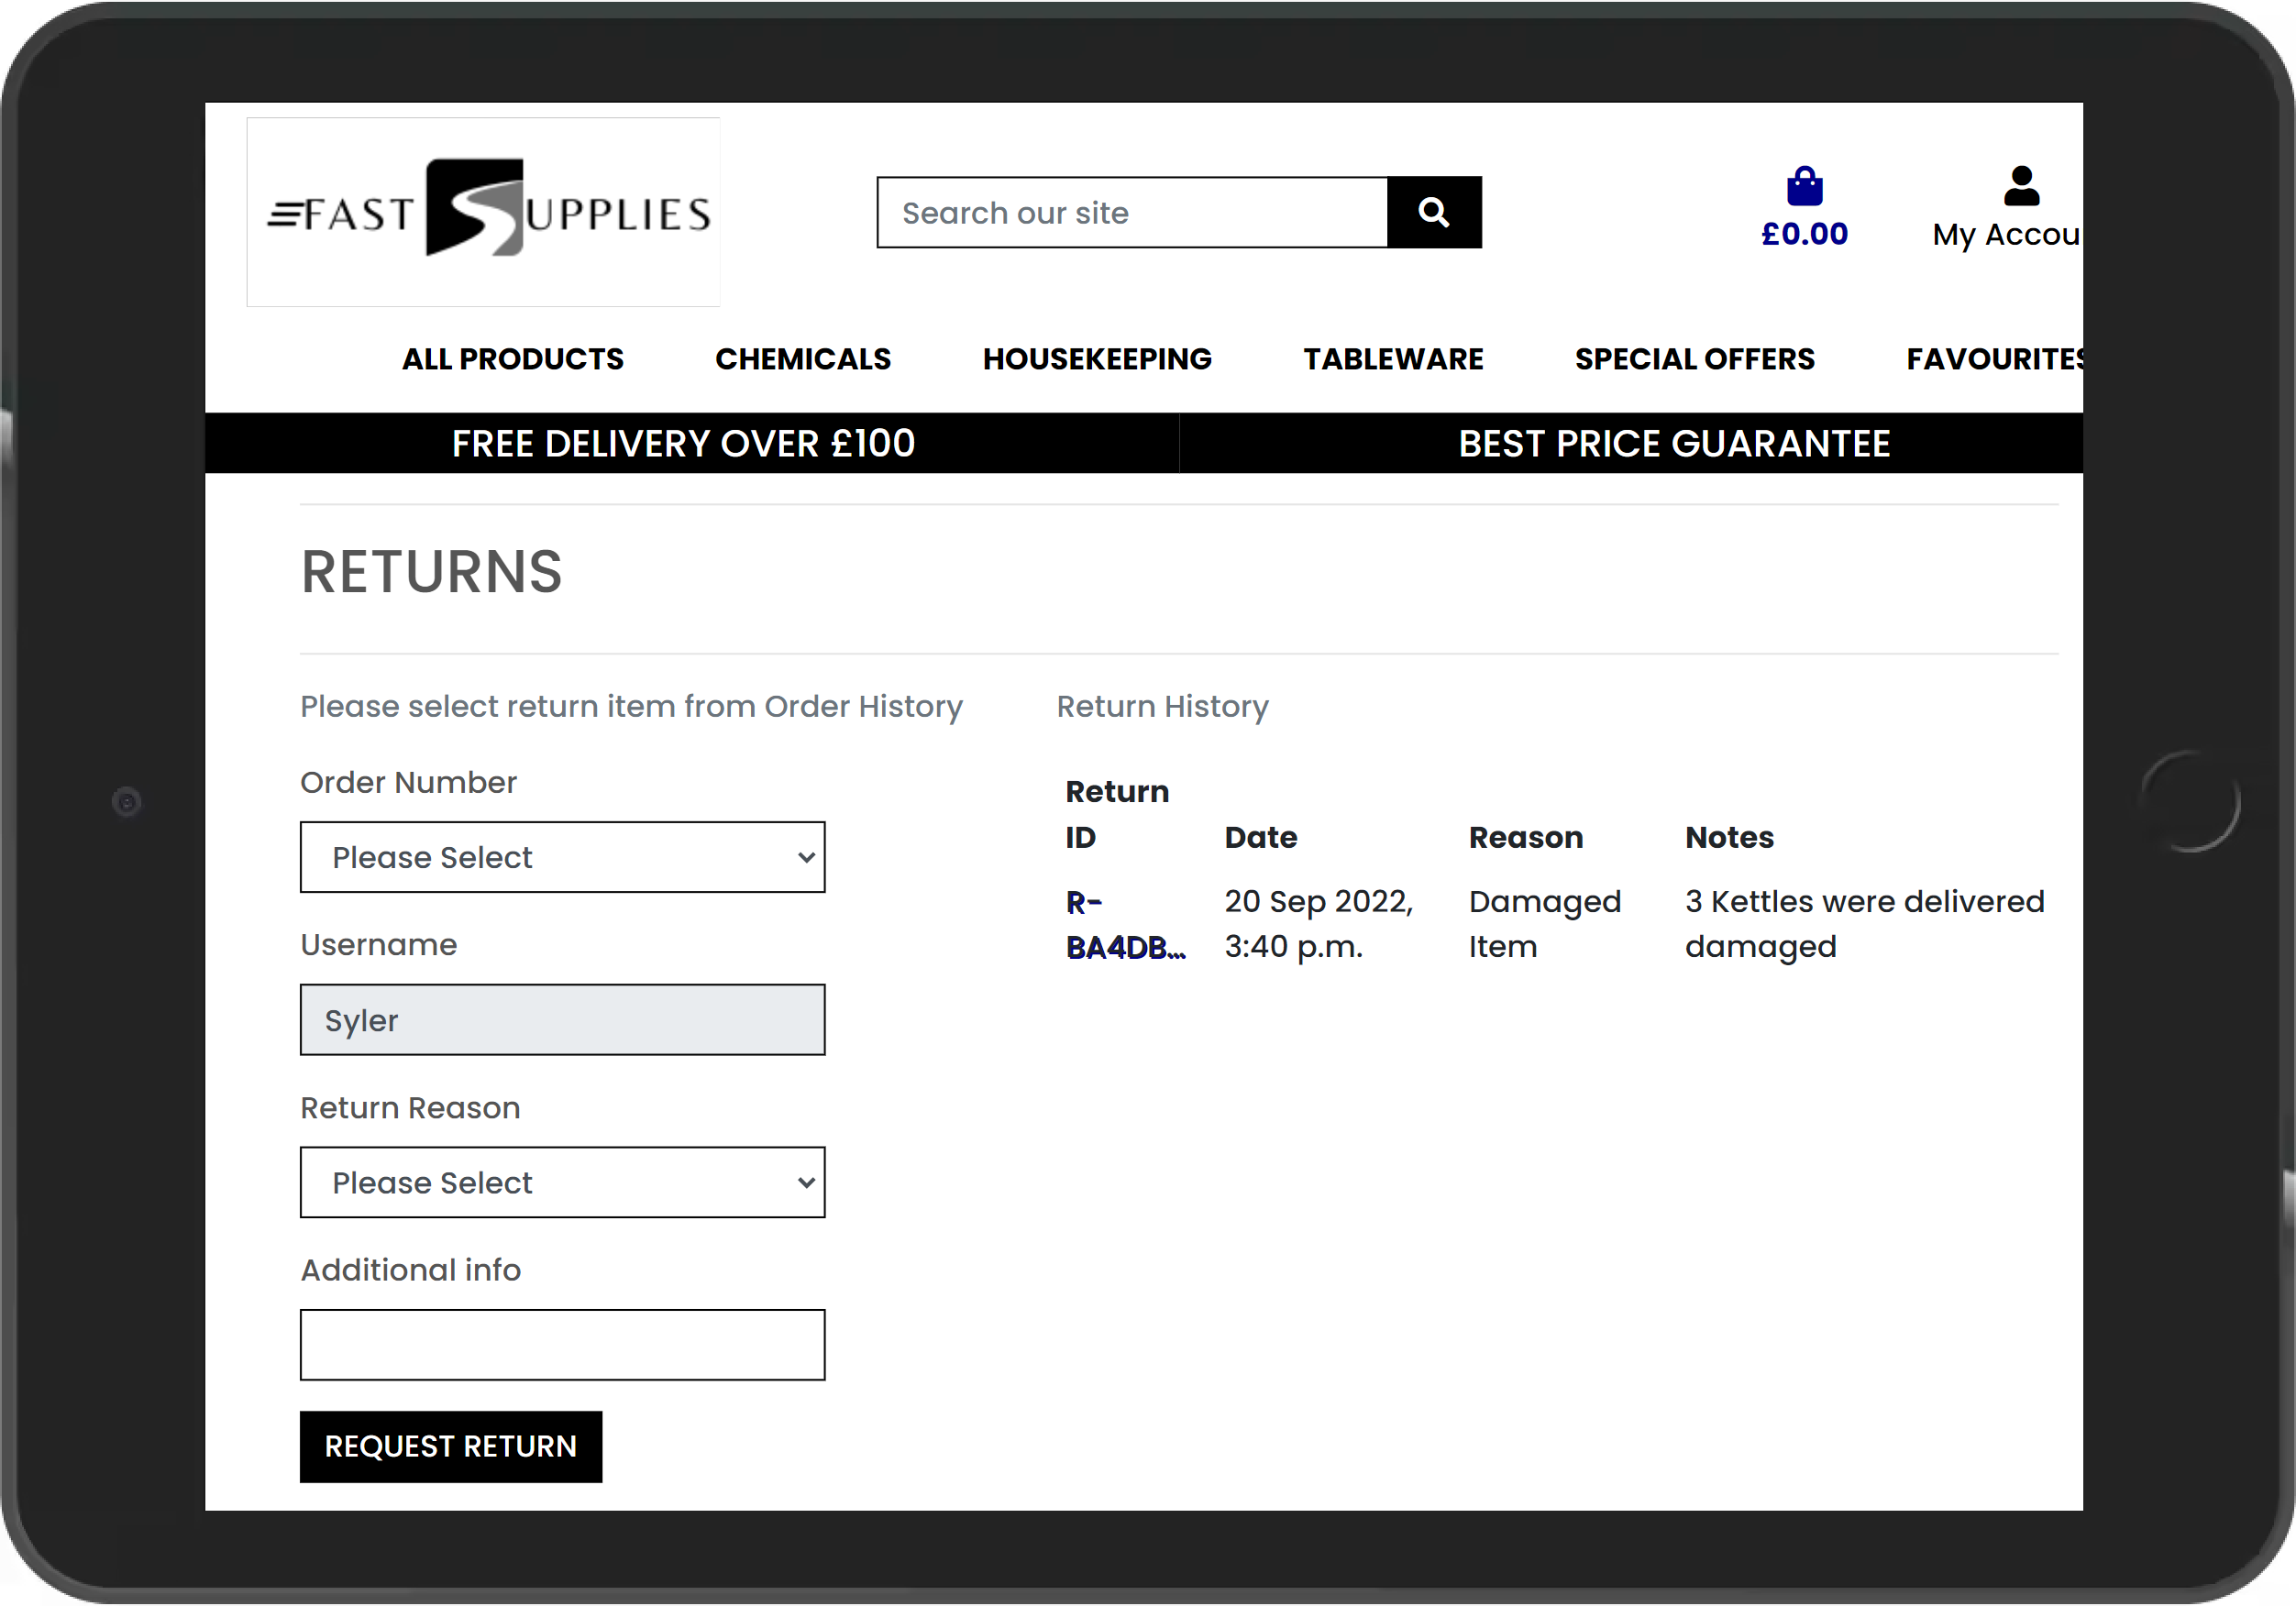 FAST SUPPLIES
Search our site
£0.00
My Accou
ALL PRODUCTS CHEMICALS HOUSEKEEPING TABLEWARE SPECIAL OFFERS FAVOURITES
FREE DELIVERY OVER £100 BEST PRICE GUARANTEE
RETURNS
Please select return item from Order History
Order Number
Please Select
Username
Syler
Return Reason
Please Select
Additional info
REQUEST RETURN
Return History
Return
ID Date Reason Notes
R- 20 Sep 2022, Damaged 3 Kettles were delivered
BA4DB... 3:40 p.m. Item damaged